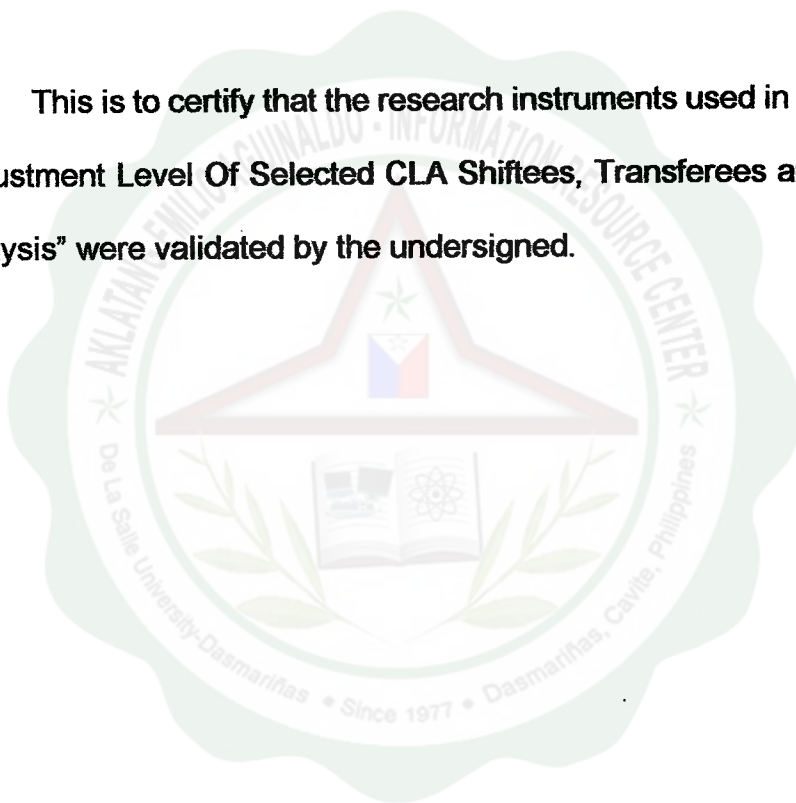 This is to certify that the research instruments used in
ustment Level Of Selected CLA Shiftees, Transferees a
ysis" were validated by the undersigned.
AKLATANG EMILIO AGUINALDO - INFORMATION RESOURCE CENTER
De La Salle University-Dasmariñas • Since 1977 • Dasmariñas, Cavite, Philippines